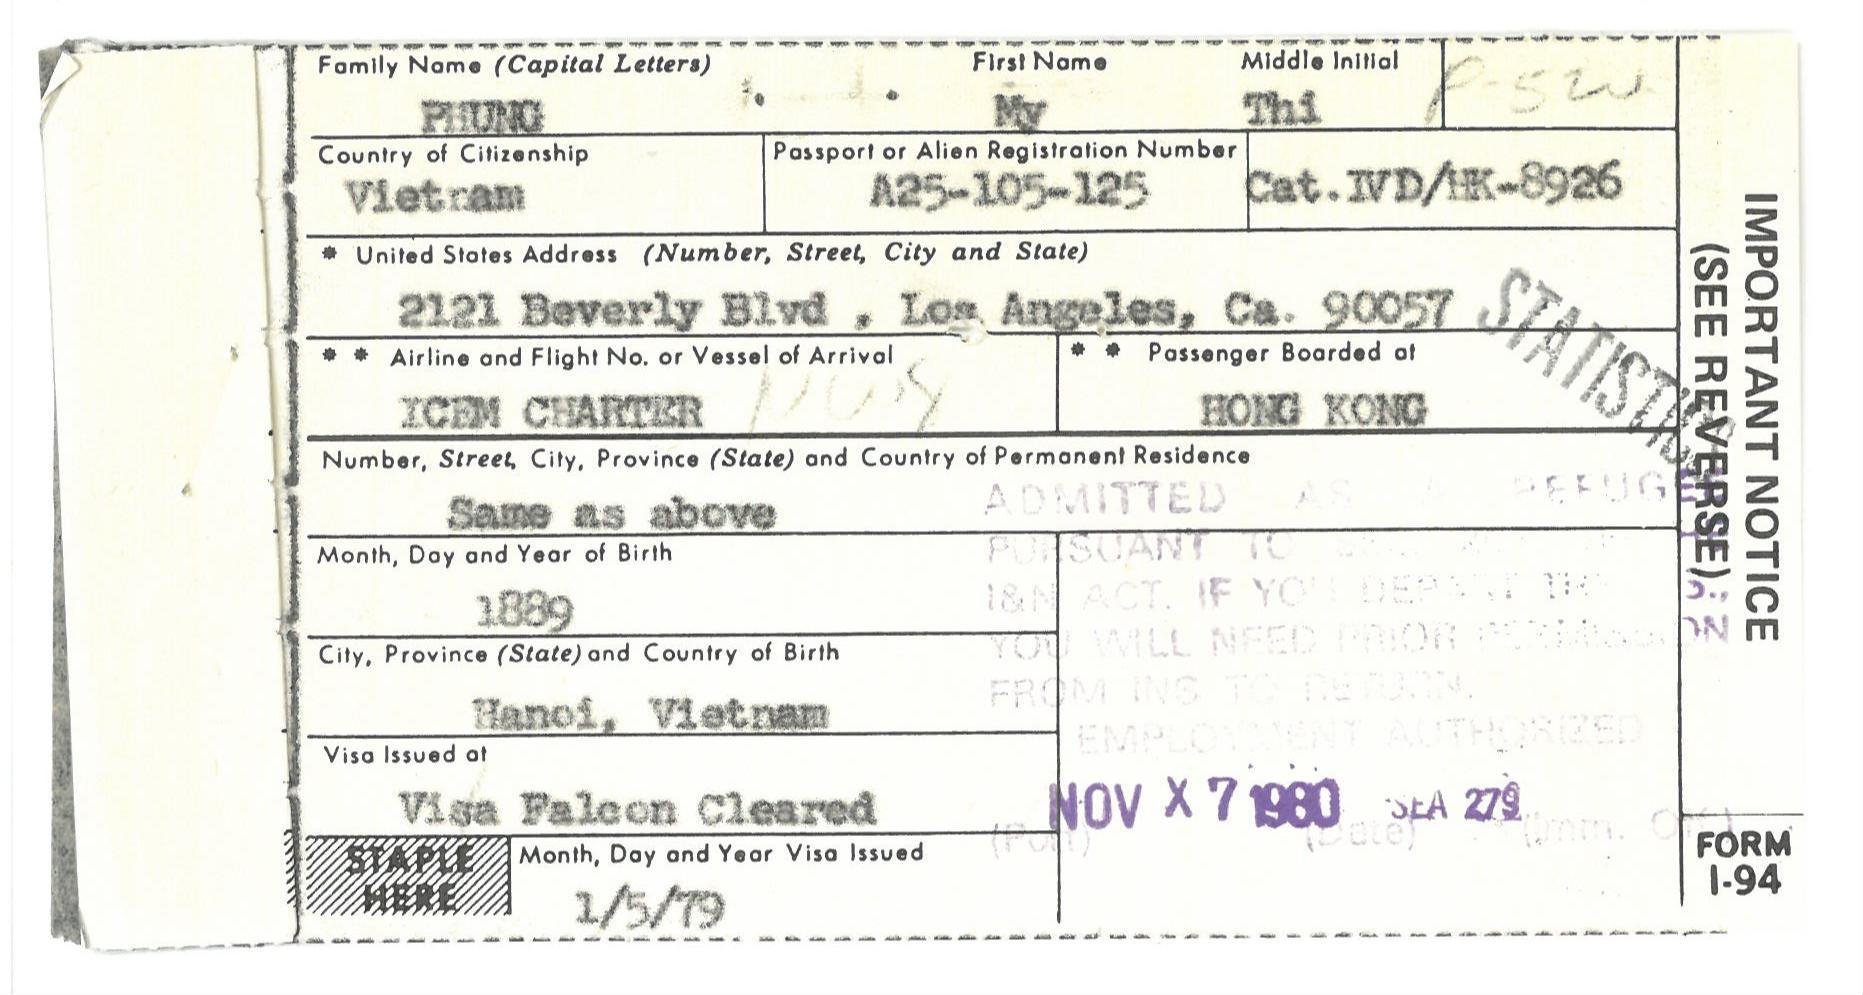 Family Name (Capital Letters) First Name Middle Initial
PHUNG My Thi
Country of Citizenship Passport or Alien Registration Number
Vietnam A25-105-125 Cat.IVD/HK-8926
* United States Address (Number, Street, City and State)
2121 Beverly Blvd , Los Angeles, Ca. 90057
STATISTICS
* * Airline and Flight No. or Vessel of Arrival * * Passenger Boarded at
ICEM CHARTER HONG KONG
Number, Street, City, Province (State) and Country of Permanent Residence
Same as above
ADMITTED AS A REFUGEE
Month, Day and Year of Birth
PURSUANT TO
1889
I&N ACT. IF YOU DEPART THE U.S.,
City, Province (State) and Country of Birth
YOU WILL NEED PRIOR PERMISSION
FROM INS TO RETURN.
Hanoi, Vietnam
EMPLOYMENT AUTHORIZED
Visa Issued at
Visa Falcon Cleared
NOV X 7 1980 SEA 279
(Port) (Date) (Imm. Off.)
STAPLE HERE
Month, Day and Year Visa Issued
1/5/79
IMPORTANT NOTICE
(SEE REVERSE)
FORM
I-94